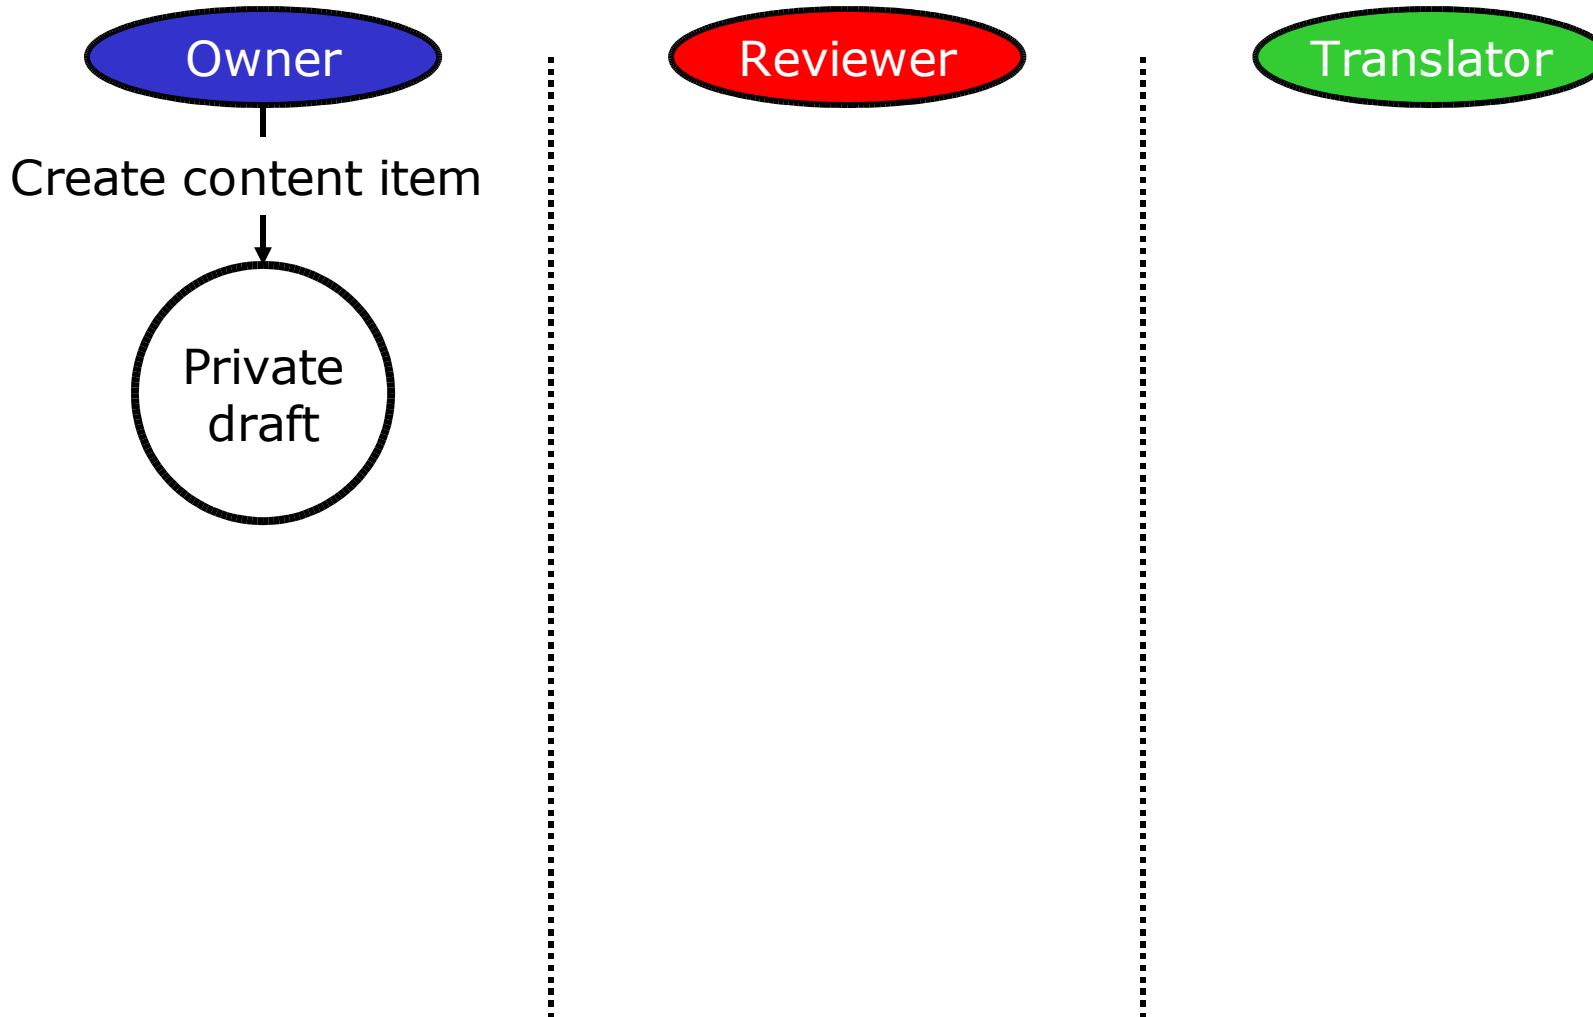 Owner
Reviewer
Translator
Create content item
Private
draft